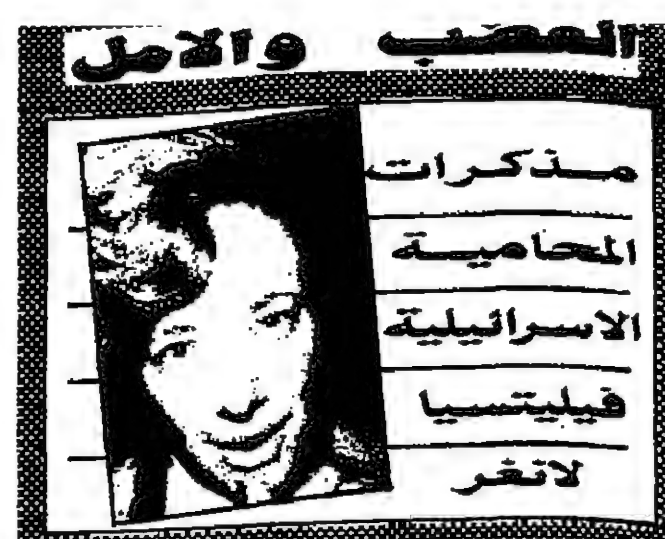 الغضب والامل
مذكرات
المحامية
الاسرائيلية
فيليتسيا
لانغر